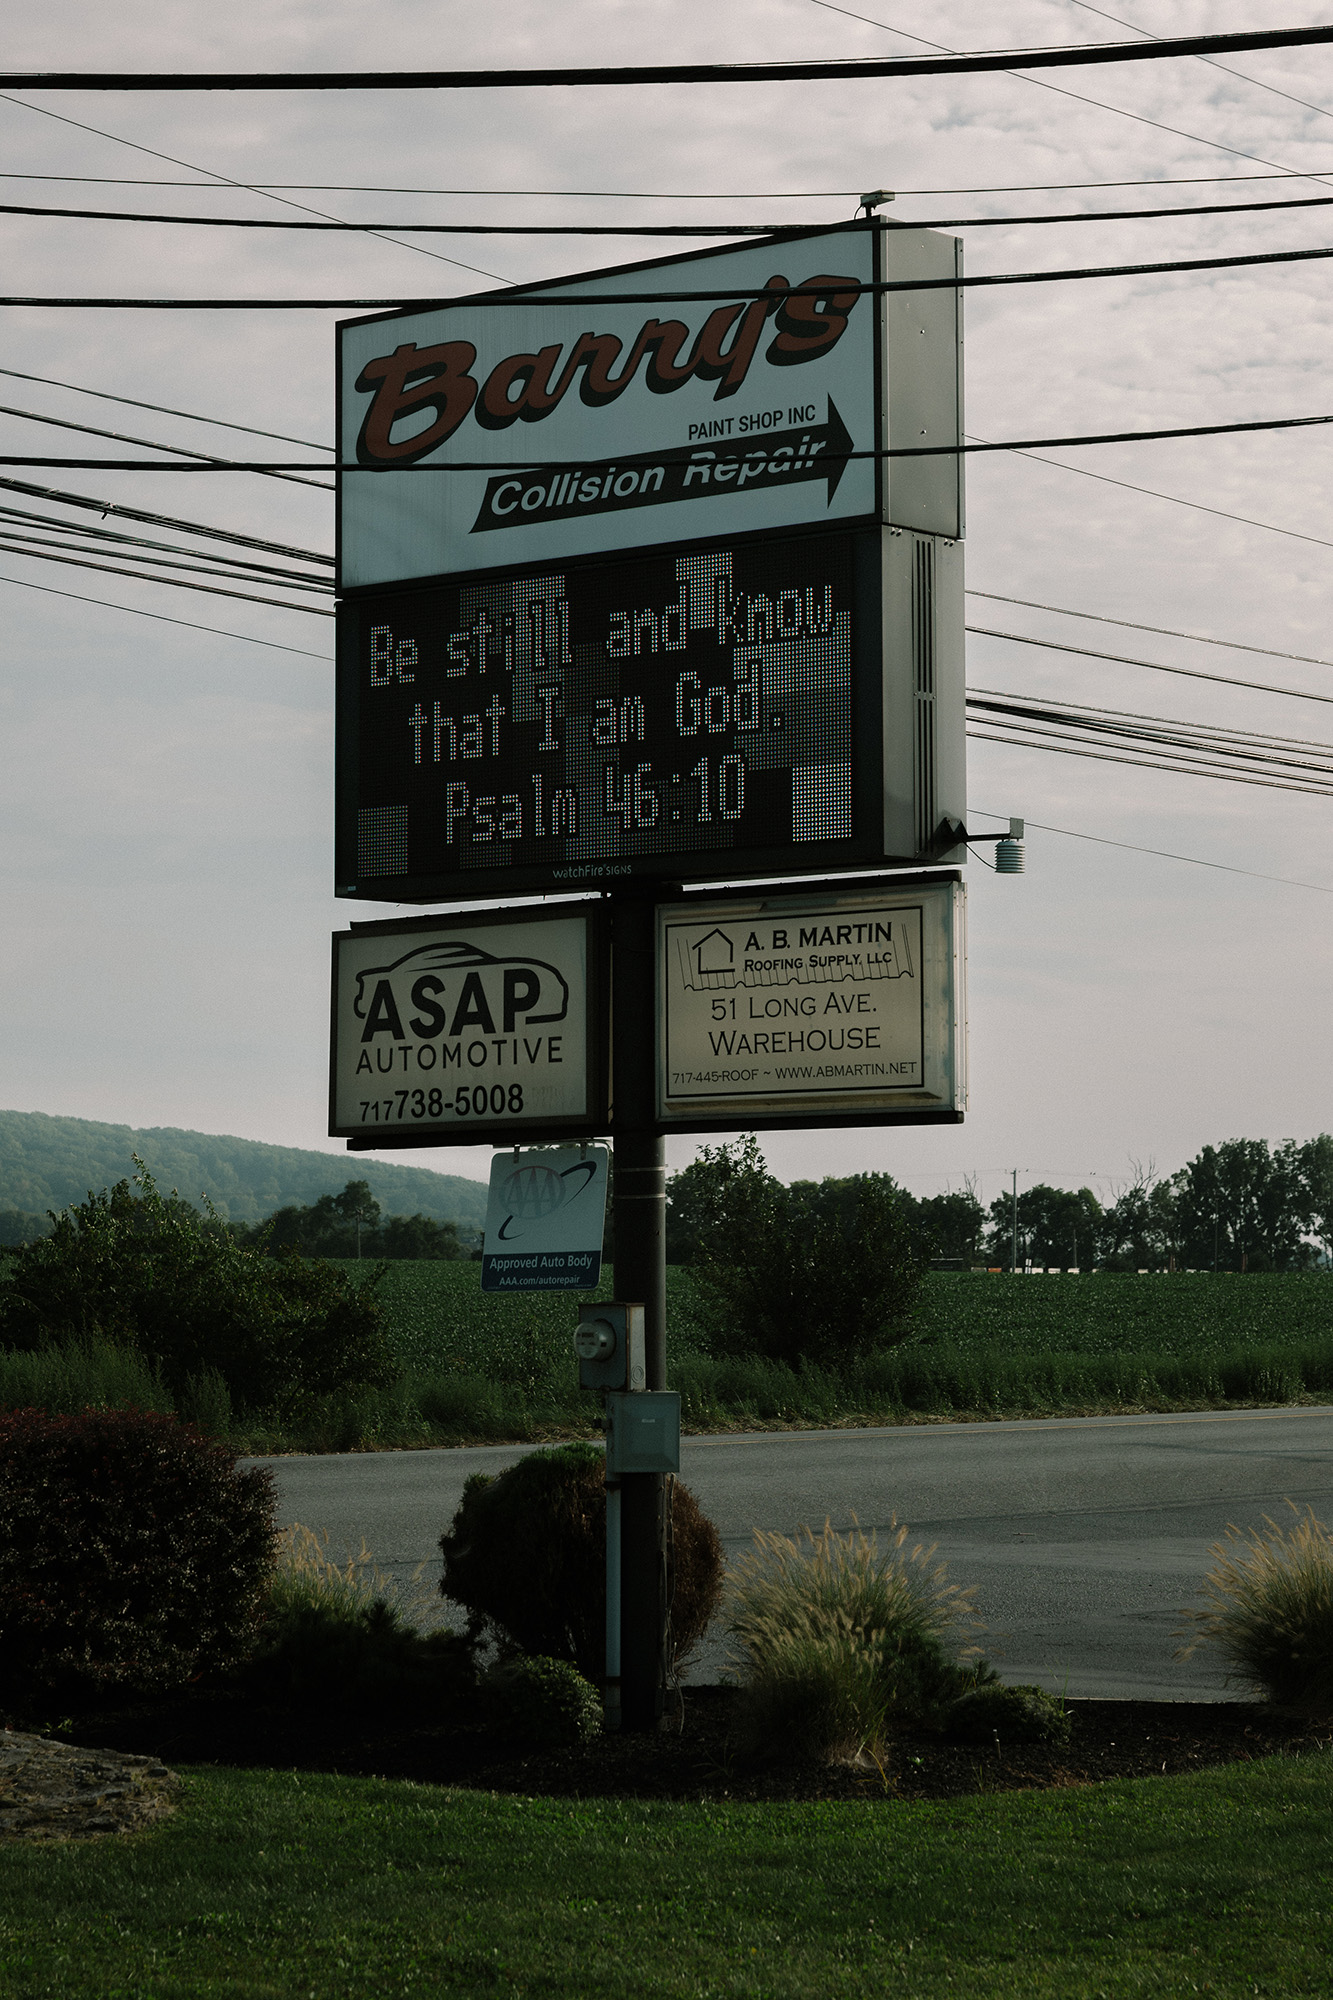 Barry's
PAINT SHOP INC
Collision Repair
Be still and know,
that I am God.
Psalm 46:10
watchFire SIGNS
ASAP
AUTOMOTIVE
717 738-5008
A. B. MARTIN
ROOFING SUPPLY, LLC
51 LONG AVE.
WAREHOUSE
717-445-ROOF ~ WWW.ABMARTIN.NET
AAA
Approved Auto Body
AAA.com/autorepair